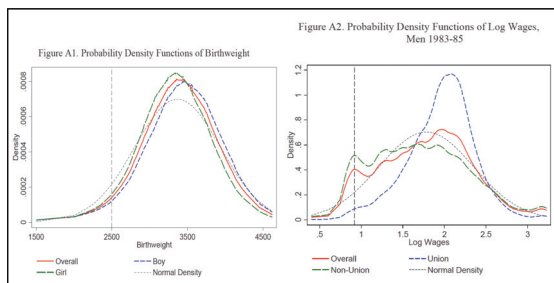 Figure A1. Probability Density Functions of Birthweight
Density
.0008
.0006
.0004
.0002
0
1500
2500
3500
4500
Birthweight
Overall
Boy
Girl
Normal Density
Figure A2. Probability Density Functions of Log Wages,
Men 1983-85
Density
1.2
1
.8
.6
.4
.2
0
.5
1.0
1.5
2.0
2.5
3.0
Log Wages
Overall
Union
Non-Union
Normal Density